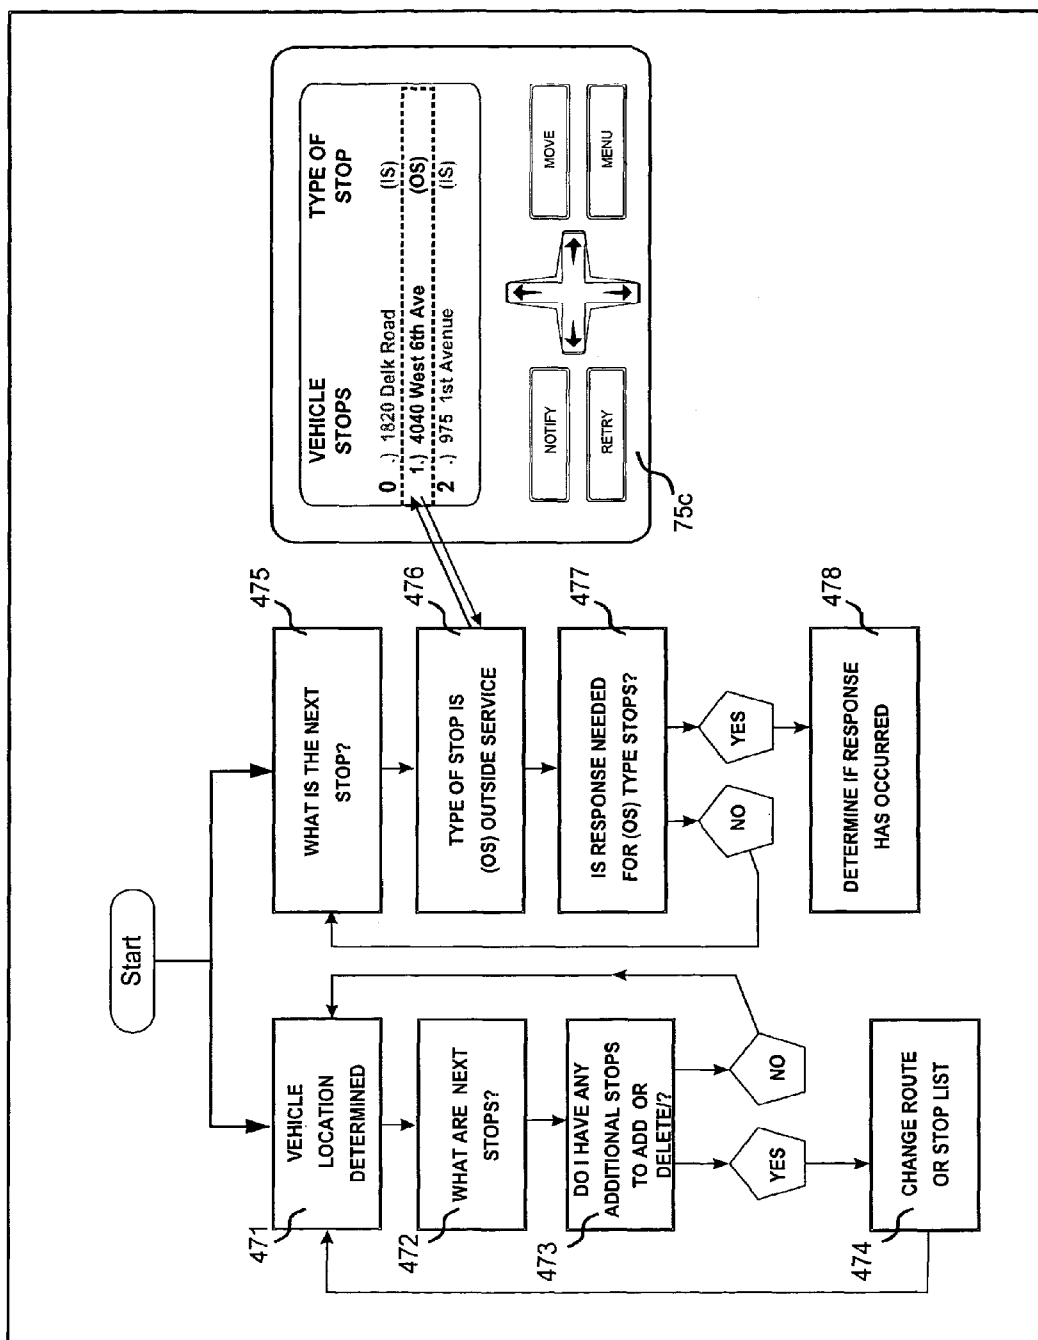 Start
471
VEHICLE
LOCATION
DETERMINED
472
WHAT ARE NEXT
STOPS?
473
DO I HAVE ANY
ADDITIONAL STOPS
TO ADD OR
DELETE/?
YES
NO
474
CHANGE ROUTE
OR STOP LIST
475
WHAT IS THE NEXT
STOP?
476
TYPE OF STOP IS
(OS) OUTSIDE SERVICE
477
IS RESPONSE NEEDED
FOR (OS) TYPE STOPS?
NO
YES
478
DETERMINE IF RESPONSE
HAS OCCURRED
VEHICLE
STOPS
TYPE OF
STOP
0 .) 1820 Delk Road (IS)
1.) 4040 West 6th Ave (OS)
2 .) 975 1st Avenue (IS)
NOTIFY
RETRY
MOVE
MENU
75c